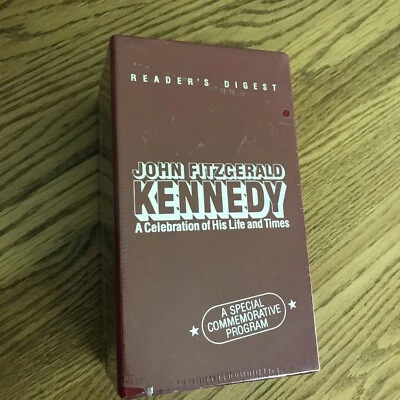 READER'S DIGEST
JOHN FITZGERALD
KENNEDY
A Celebration of His Life and Times
A SPECIAL
COMMEMORATIVE
PROGRAM